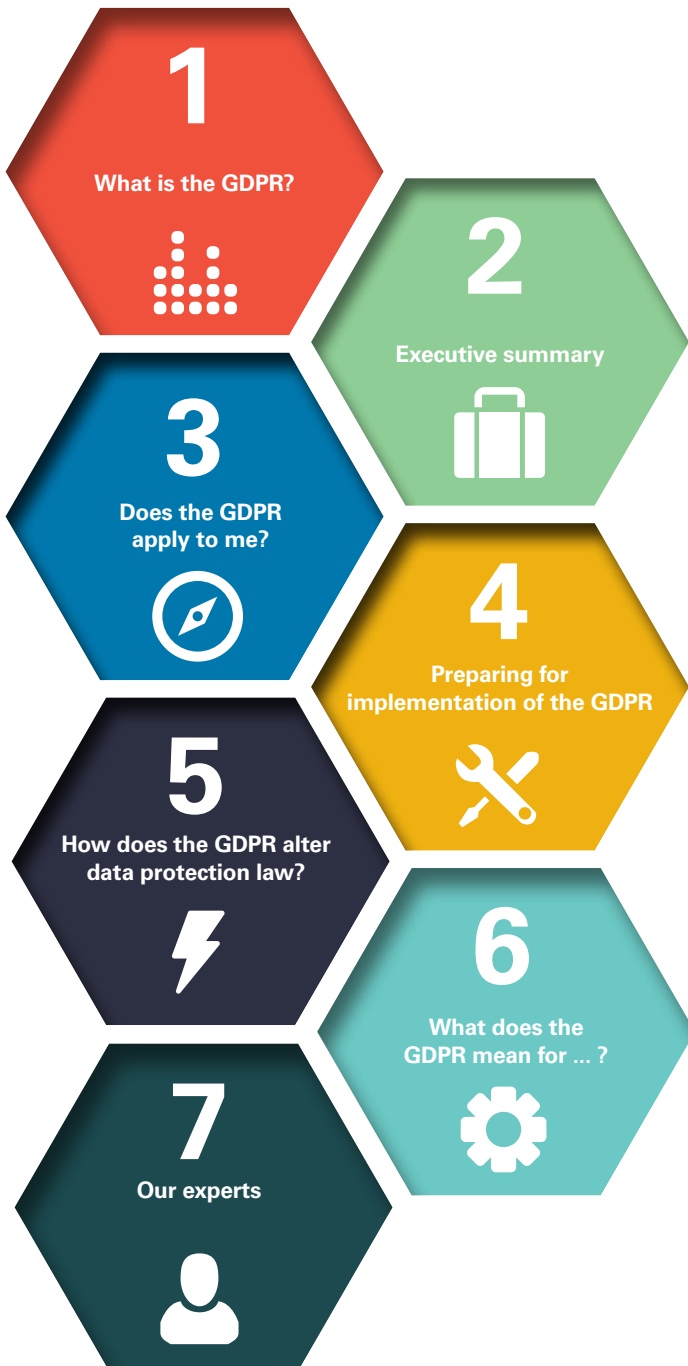 1
What is the GDPR?
2
Executive summary
3
Does the GDPR
apply to me?
4
Preparing for
implementation of the GDPR
5
How does the GDPR alter
data protection law?
6
What does the
GDPR mean for ... ?
7
Our experts